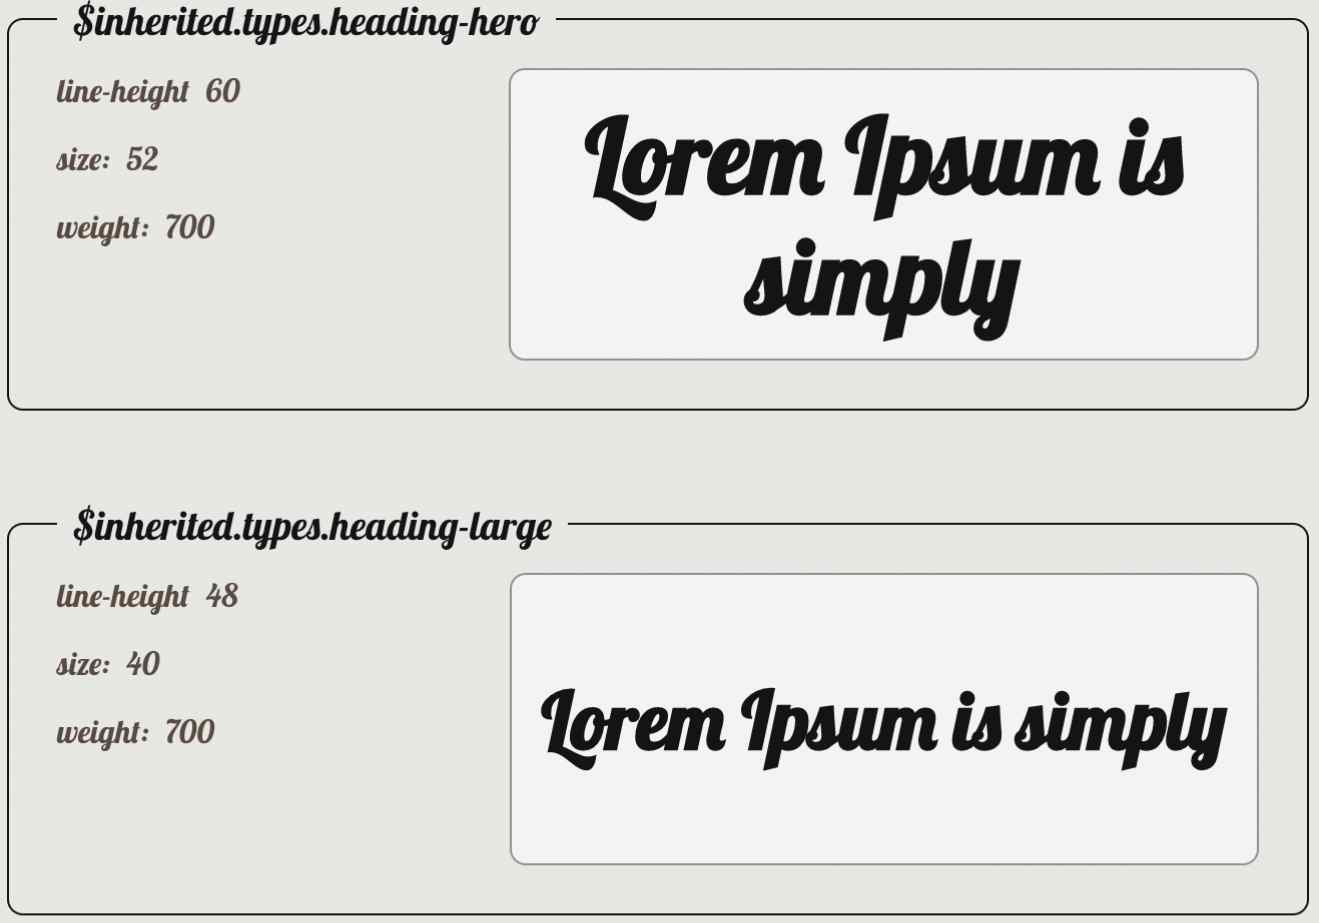 $inherited.types.heading-hero
line-height 60
size: 52
weight: 700
Lorem Ipsum is
simply
$inherited.types.heading-large
line-height 48
size: 40
weight: 700
Lorem Ipsum is simply